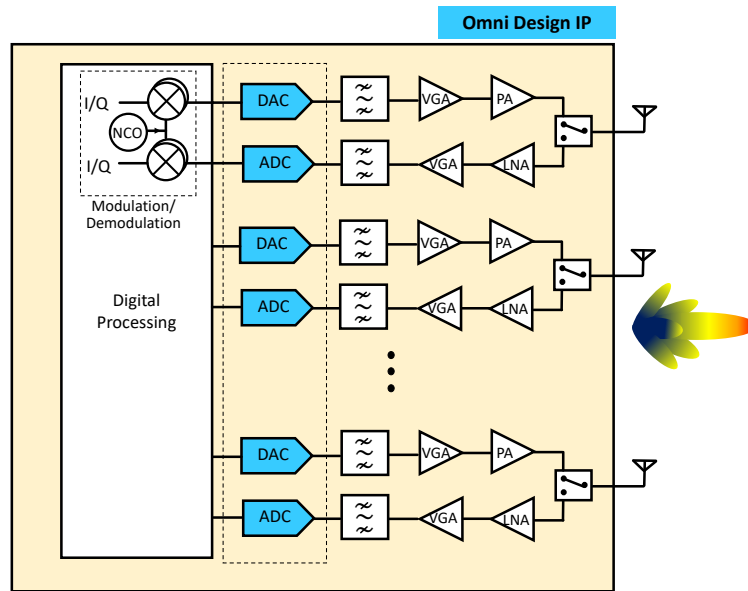 Omni Design IP
I/Q
NCO
I/Q
Modulation/
Demodulation
Digital
Processing
DAC
VGA
PA
ADC
VGA
LNA
DAC
VGA
PA
ADC
VGA
LNA
DAC
VGA
PA
ADC
VGA
LNA